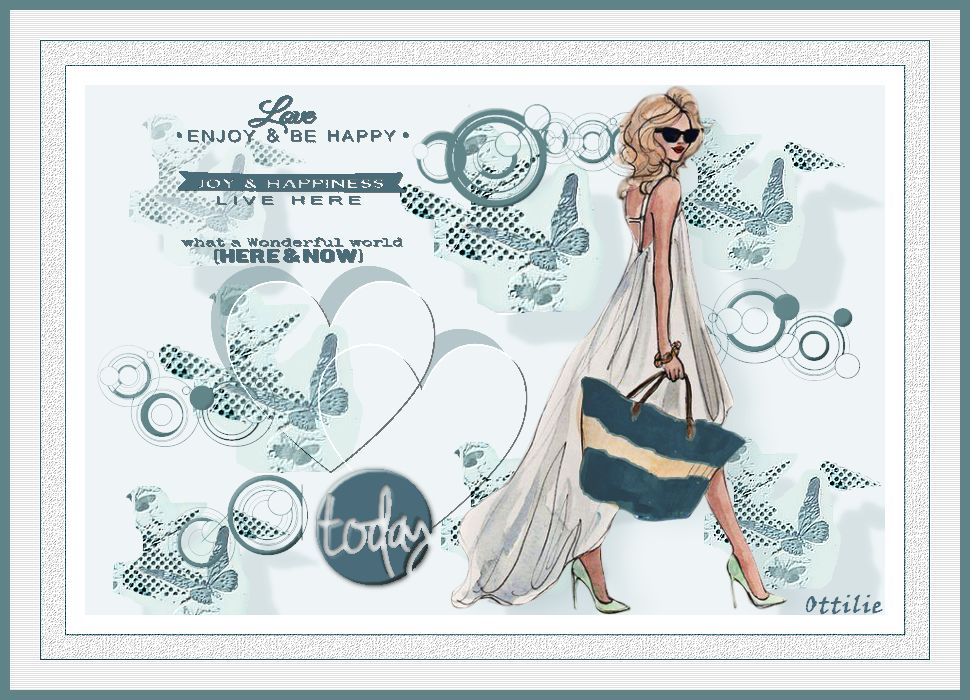 Love
•ENJOY & BE HAPPY•
JOY & HAPPINESS
LIVE HERE
what a Wonderful world
{HERE & NOW}
today
Ottilie